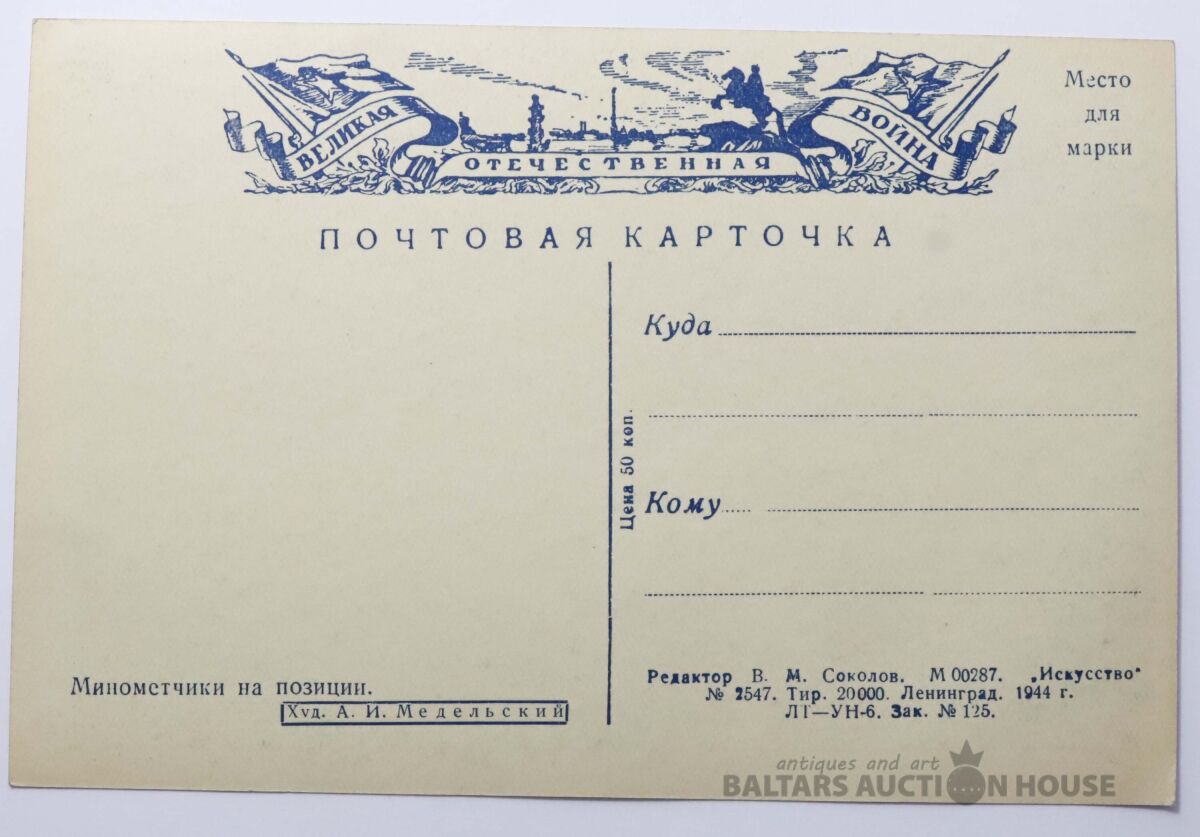 ВЕЛИКАЯ
ОТЕЧЕСТВЕННАЯ
ВОЙНА
Место
для
марки
ПОЧТОВАЯ КАРТОЧКА
Куда
Цена 50 коп.
Кому
Минометчики на позиции.
Худ. А. И. Медельский
Редактор В. М. Соколов. М 00287. „Искусство"
№ 2547. Тир. 20000. Ленинград. 1944 г.
ЛТ—УН-6. Зак. № 125.
antiques and art
BALTARS AUCTION HOUSE